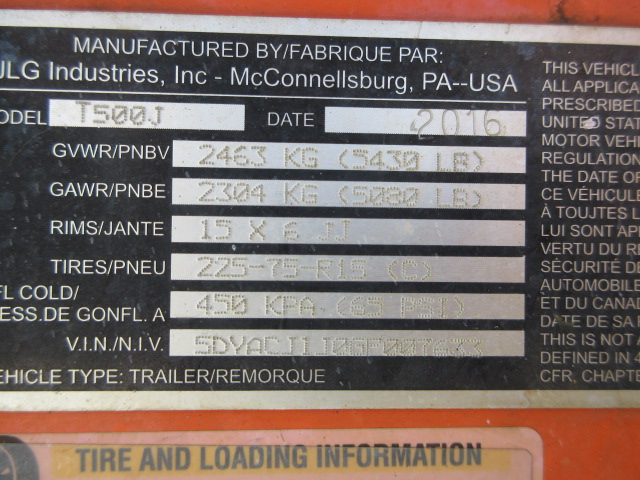 MANUFACTURED BY/FABRIQUE PAR:
JLG Industries, Inc - McConnellsburg, PA--USA
MODEL T500J DATE 2016
GVWR/PNBV 2463 KG (5430 LB)
GAWR/PNBE 2304 KG (5080 LB)
RIMS/JANTE 15 X 6 JJ
TIRES/PNEU 225-75-R15 (C)
FL COLD/
ESS.DE GONFL. A 450 KPA (65 PSI)
V.I.N./N.I.V.
EHICLE TYPE: TRAILER/REMORQUE
THIS VEHICL
ALL APPLICA
PRESCRIBED
UNITED STAT
MOTOR VEHI
REGULATION
THE DATE OF
CE VÉHICULE
À TOUJTES L
LUI SONT APP
VERTU DU RE
SÉCURITÉ DE
AUTOMOBILE
ET DU CANAD
DATE DE SA F
THIS IS NOT A
DEFINED IN 4
CFR, CHAPTE
TIRE AND LOADING INFORMATION